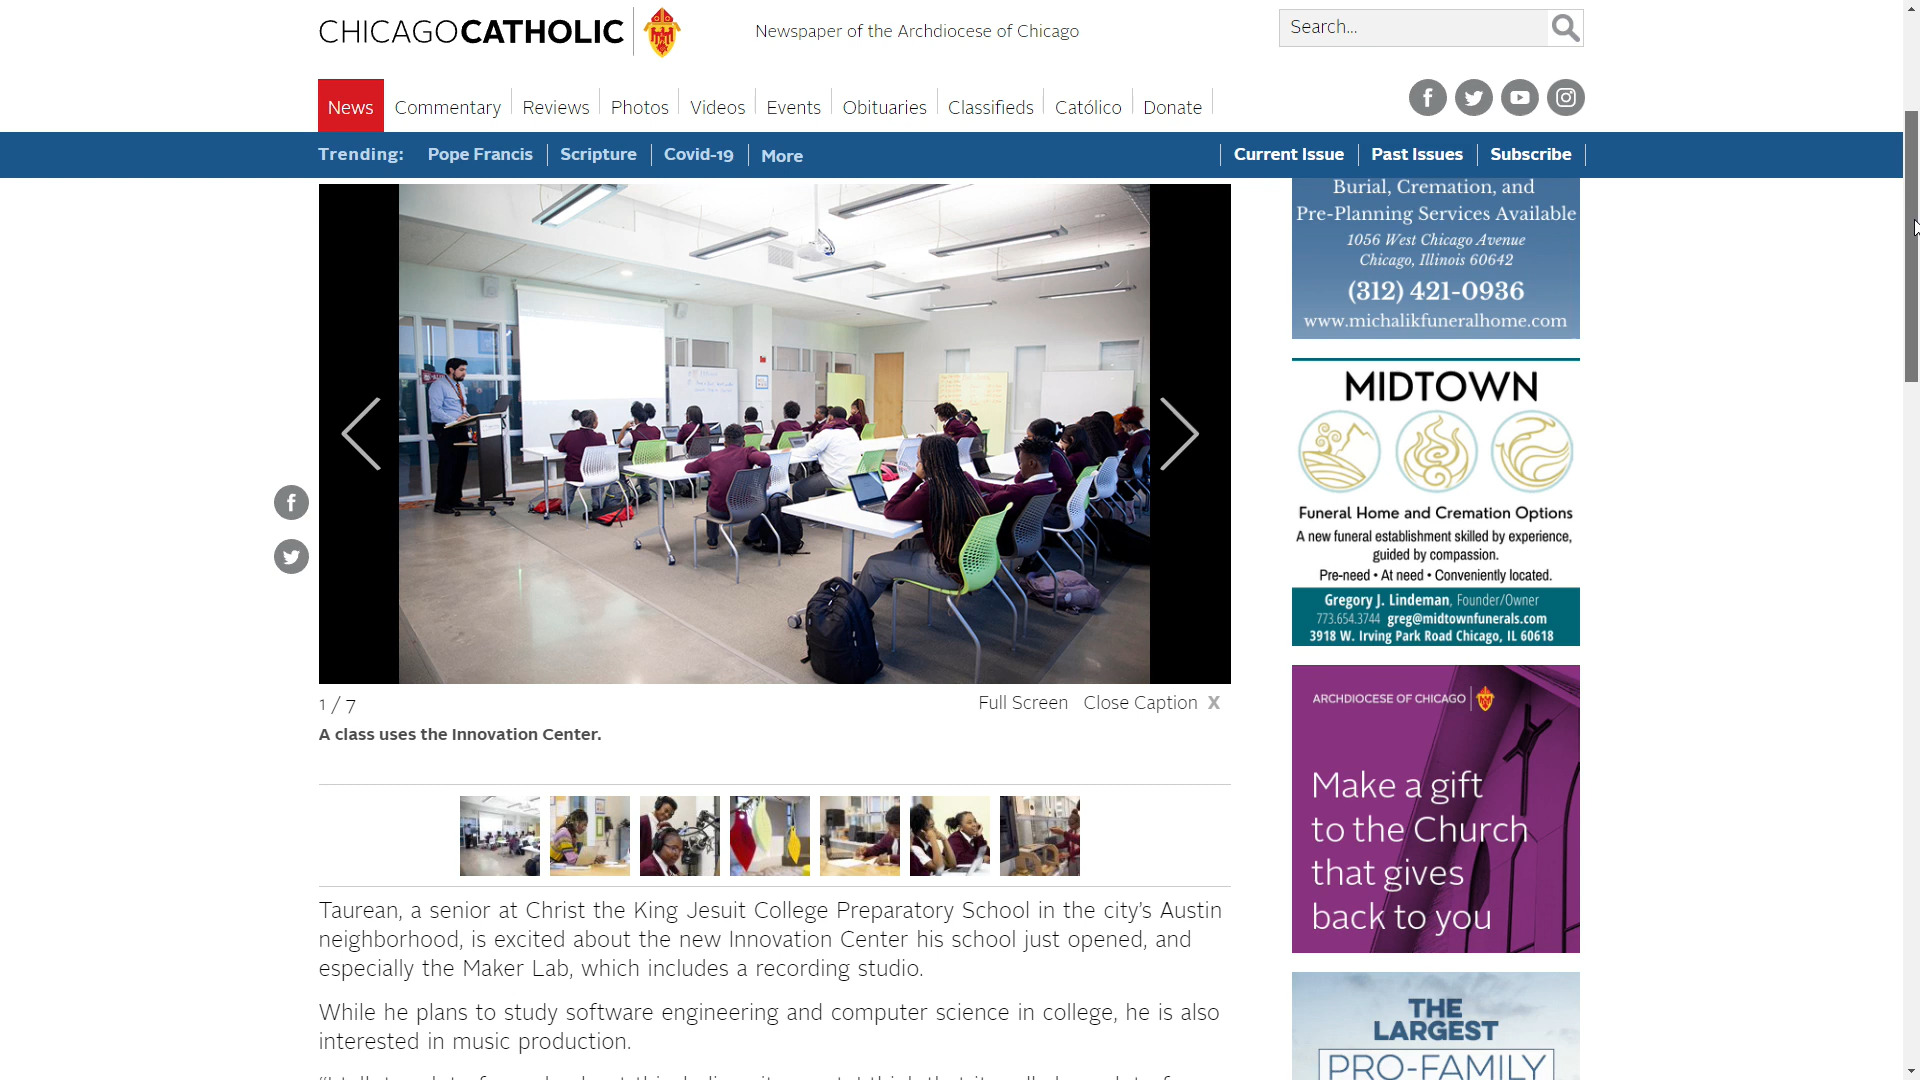 CHICAGOCATHOLIC
Newspaper of the Archdiocese of Chicago
Search...
News
Commentary
Reviews
Photos
Videos
Events
Obituaries
Classifieds
Católico
Donate
Trending:
Pope Francis
Scripture
Covid-19
More
Current Issue
Past Issues
Subscribe
1 / 7
Full Screen
Close Caption X
A class uses the Innovation Center.
Taurean, a senior at Christ the King Jesuit College Preparatory School in the city’s Austin
neighborhood, is excited about the new Innovation Center his school just opened, and
especially the Maker Lab, which includes a recording studio.
While he plans to study software engineering and computer science in college, he is also
interested in music production.
Burial, Cremation, and
Pre-Planning Services Available
1056 West Chicago Avenue
Chicago, Illinois 60642
(312) 421-0936
www.michalikfuneralhome.com
MIDTOWN
Funeral Home and Cremation Options
A new funeral establishment skilled by experience,
guided by compassion.
Pre-need • At need • Conveniently located.
Gregory J. Lindeman, Founder/Owner
773.654.3744 greg@midtownfunerals.com
3918 W. Irving Park Road Chicago, IL 60618
ARCHDIOCESE OF CHICAGO
Make a gift
to the Church
that gives
back to you
THE
LARGEST
PRO-FAMILY